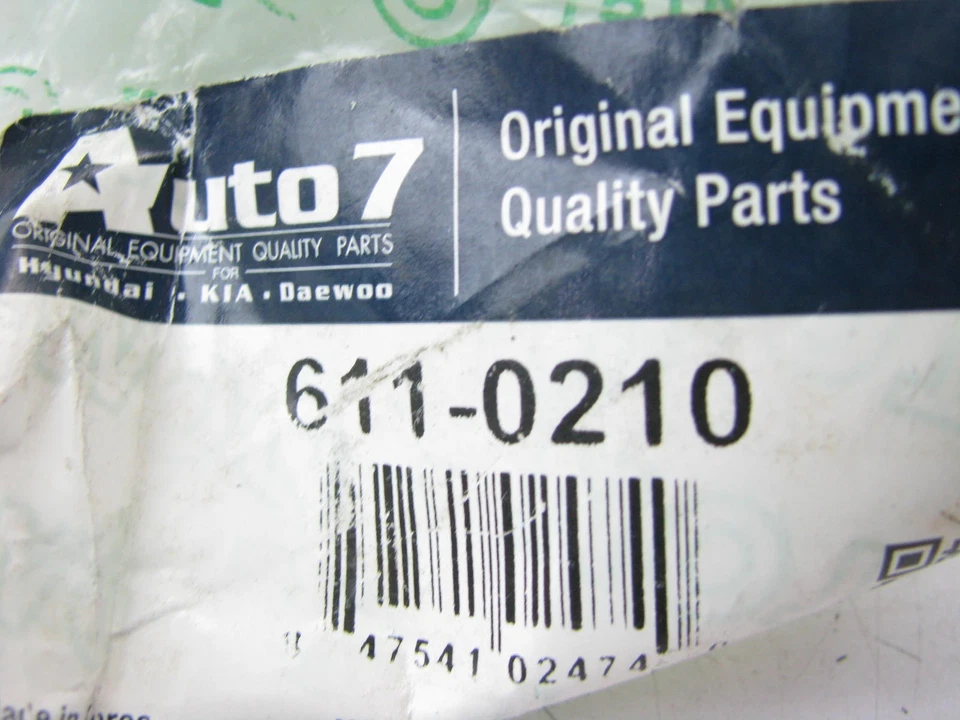 Auto 7
ORIGINAL EQUIPMENT QUALITY PARTS
FOR
Hyundai • KIA • Daewoo
Original Equipme
Quality Parts
611-0210
47541 02474